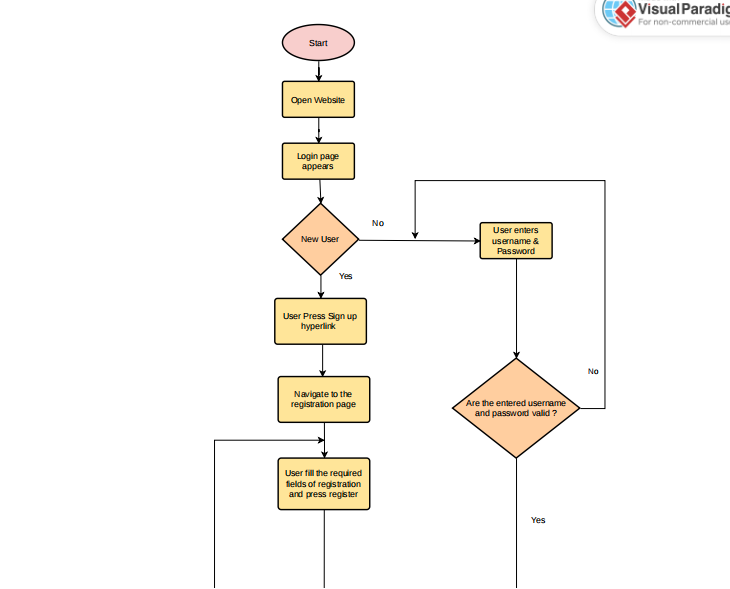 VisualParadig
For non-commercial us
Start
Open Website
Login page
appears
New User
No
User enters
username &
Password
Yes
User Press Sign up
hyperlink
No
Navigate to the
registration page
Are the entered username
and password valid ?
User fill the required
fields of registration
and press register
Yes